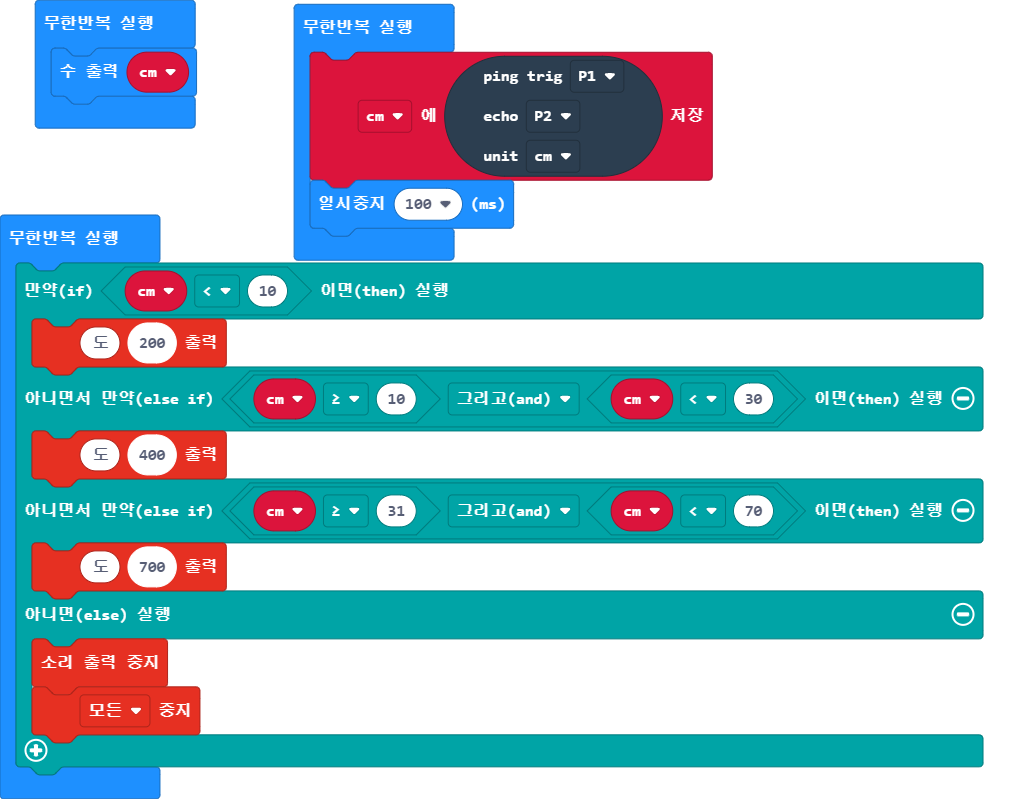 무한반복 실행
수 출력 cm
무한반복 실행
cm 에 ping trig P1 echo P2 unit cm 저장
일시중지 100 (ms)
무한반복 실행
만약(if) cm < 10 이면(then) 실행
도 200 출력
아니면서 만약(else if) cm ≥ 10 그리고(and) cm < 30 이면(then) 실행
도 400 출력
아니면서 만약(else if) cm ≥ 31 그리고(and) cm < 70 이면(then) 실행
도 700 출력
아니면(else) 실행
소리 출력 중지
모든 중지